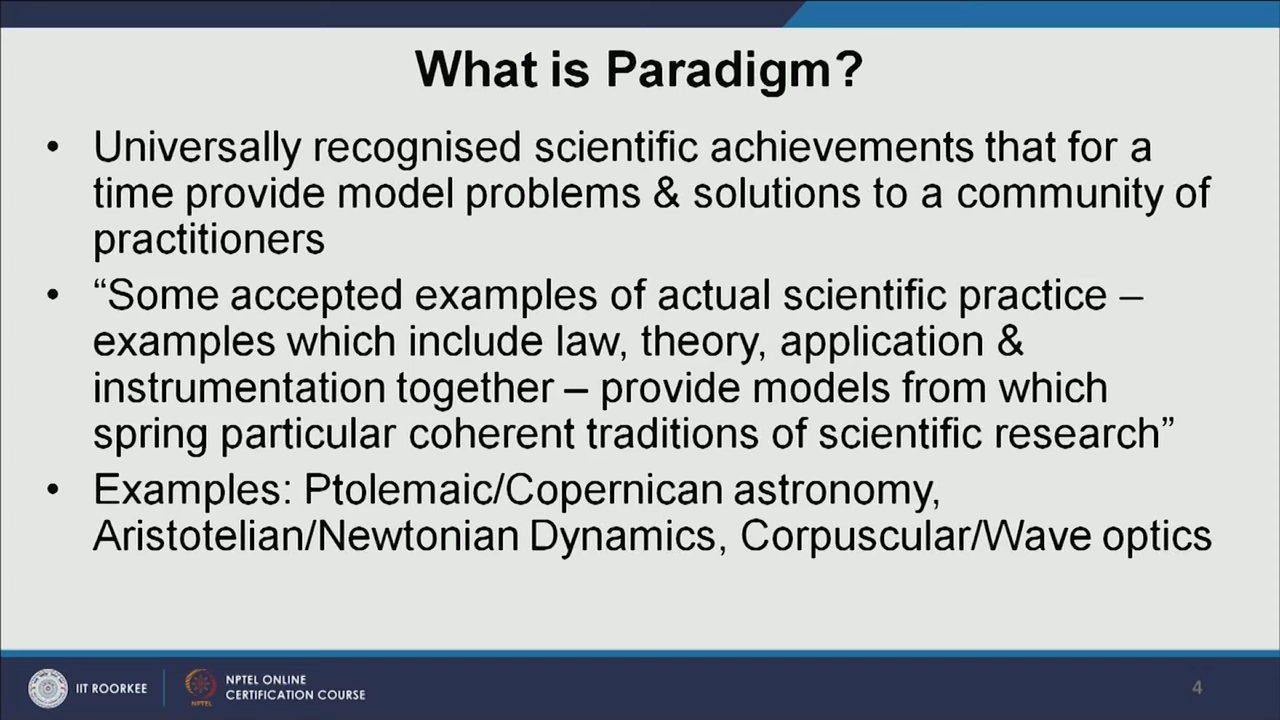 What is Paradigm?
• Universally recognised scientific achievements that for a
time provide model problems & solutions to a community of
practitioners
• “Some accepted examples of actual scientific practice –
examples which include law, theory, application &
instrumentation together – provide models from which
spring particular coherent traditions of scientific research”
• Examples: Ptolemaic/Copernican astronomy,
Aristotelian/Newtonian Dynamics, Corpuscular/Wave optics
IIT ROORKEE
NPTEL
NPTEL ONLINE
CERTIFICATION COURSE
4